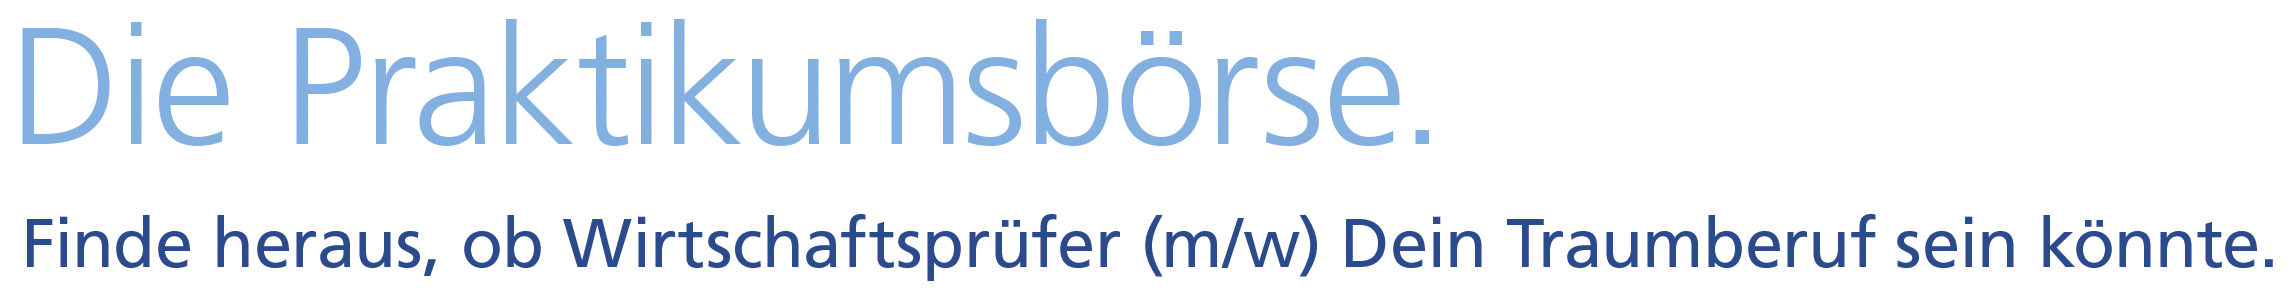 Die Praktikumsbörse.
Finde heraus, ob Wirtschaftsprüfer (m/w) Dein Traumberuf sein könnte.